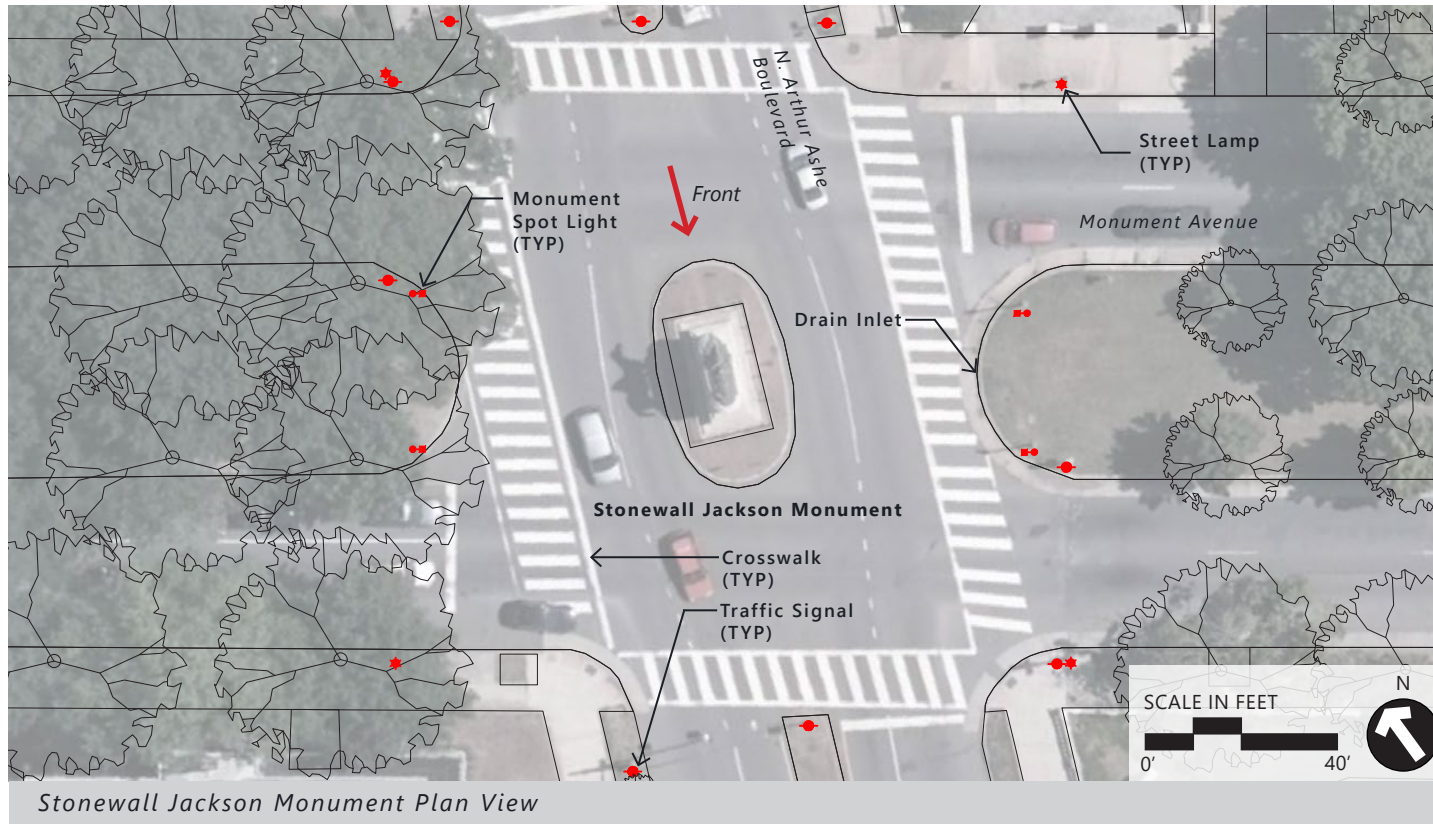 N. Arthur Ashe
Boulevard
Street Lamp
(TYP)
Monument
Spot Light
(TYP)
Front
Monument Avenue
Drain Inlet
Stonewall Jackson Monument
Crosswalk
(TYP)
Traffic Signal
(TYP)
SCALE IN FEET
0'
40'
N
Stonewall Jackson Monument Plan View